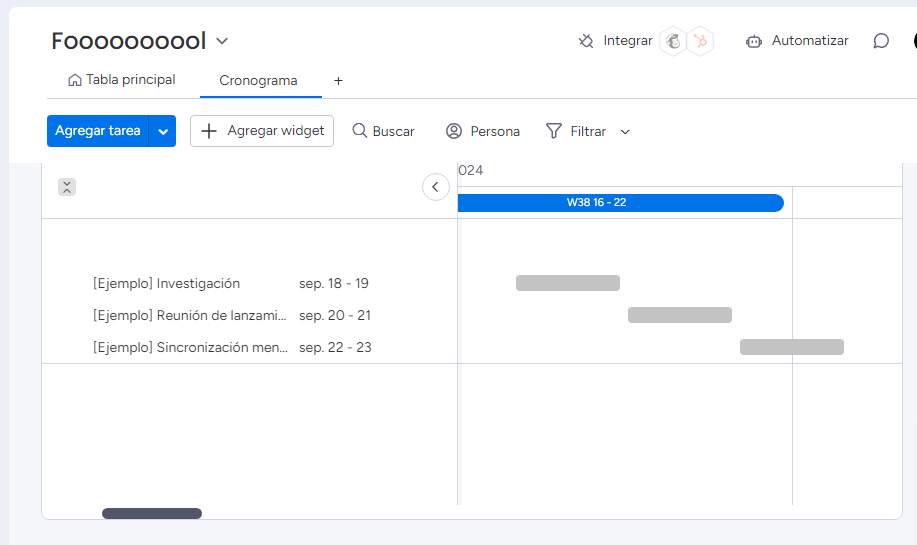 Foooooooool
Integrar
Automatizar
Tabla principal
Cronograma
+
Agregar tarea
Agregar widget
Buscar
Persona
Filtrar
024
W38 16 - 22
[Ejemplo] Investigación sep. 18 - 19
[Ejemplo] Reunión de lanzami... sep. 20 - 21
[Ejemplo] Sincronización men... sep. 22 - 23